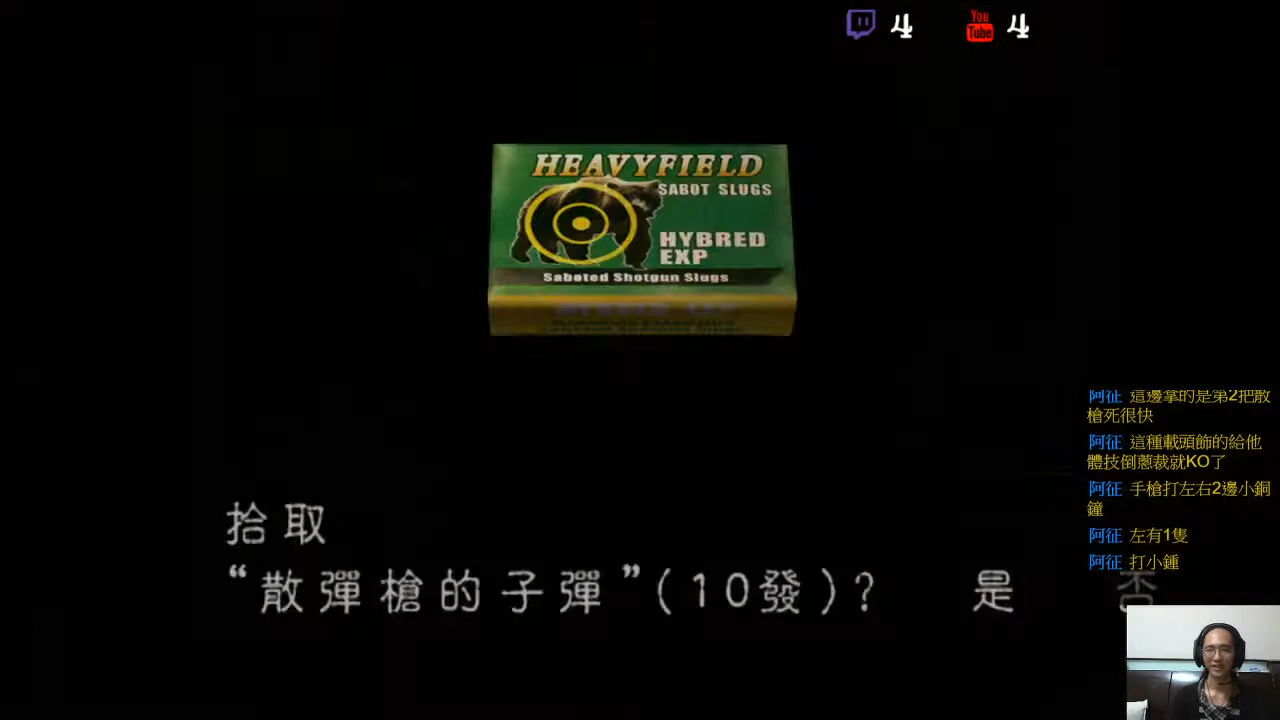 4
You
Tube
4
HEAVYFIELD
SABOT SLUGS
HYBRED
EXP
Saboted Shotgun Slugs
阿征 這邊拿的是第2把散
槍死很快
阿征 這種載頭飾的給他
體技倒蔥裁就KO了
阿征 手槍打左右2邊小銅
鐘
阿征 左有1隻
阿征 打小鍾
拾取
“散彈槍的子彈”(10發)? 是 否